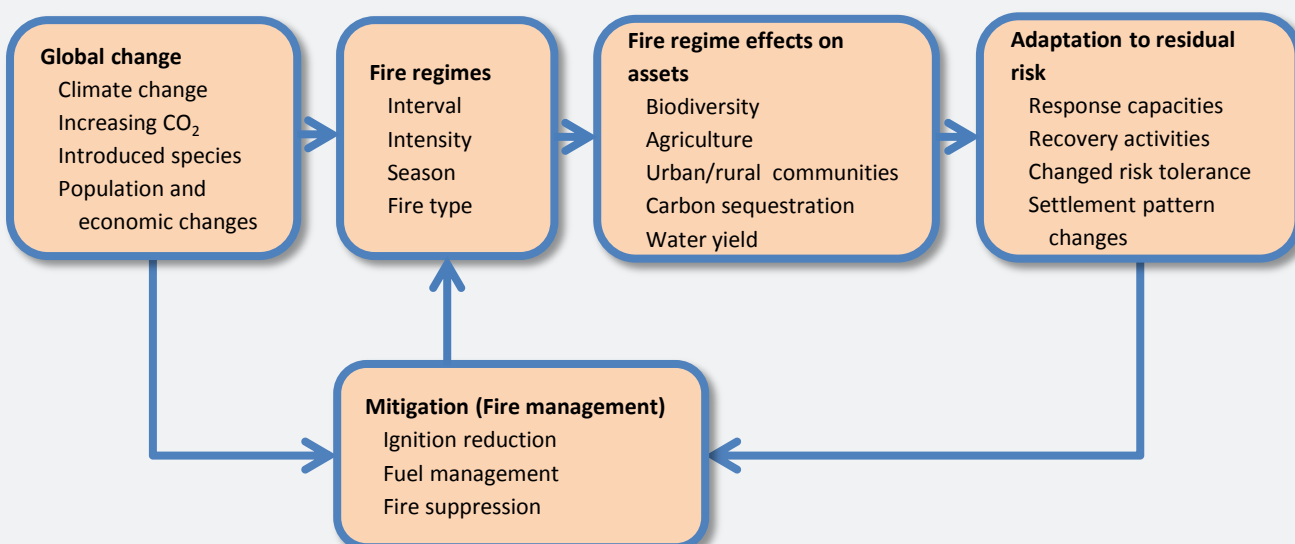 Global change
Climate change
Increasing CO₂
Introduced species
Population and
economic changes
Fire regimes
Interval
Intensity
Season
Fire type
Fire regime effects on
assets
Biodiversity
Agriculture
Urban/rural communities
Carbon sequestration
Water yield
Adaptation to residual
risk
Response capacities
Recovery activities
Changed risk tolerance
Settlement pattern
changes
Mitigation (Fire management)
Ignition reduction
Fuel management
Fire suppression